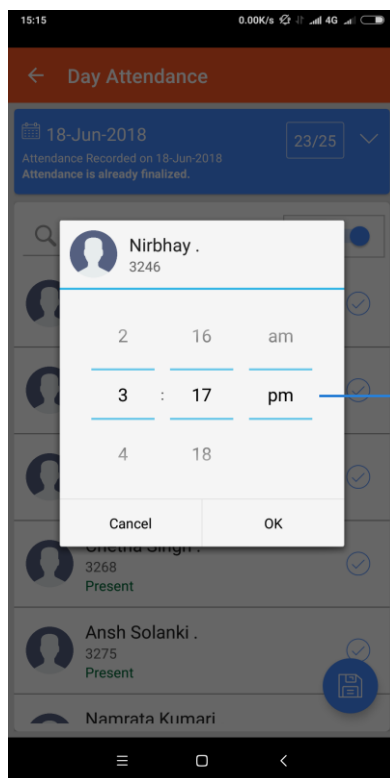 15:15 0.00K/s 4G
Day Attendance
18-Jun-2018
23/25
Attendance Recorded on 18-Jun-2018
Attendance is already finalized.
Nirbhay .
3246
2 16 am
3 : 17 pm
4 18
Cancel OK
3268
Present
Ansh Solanki .
3275
Present
Namrata Kumari